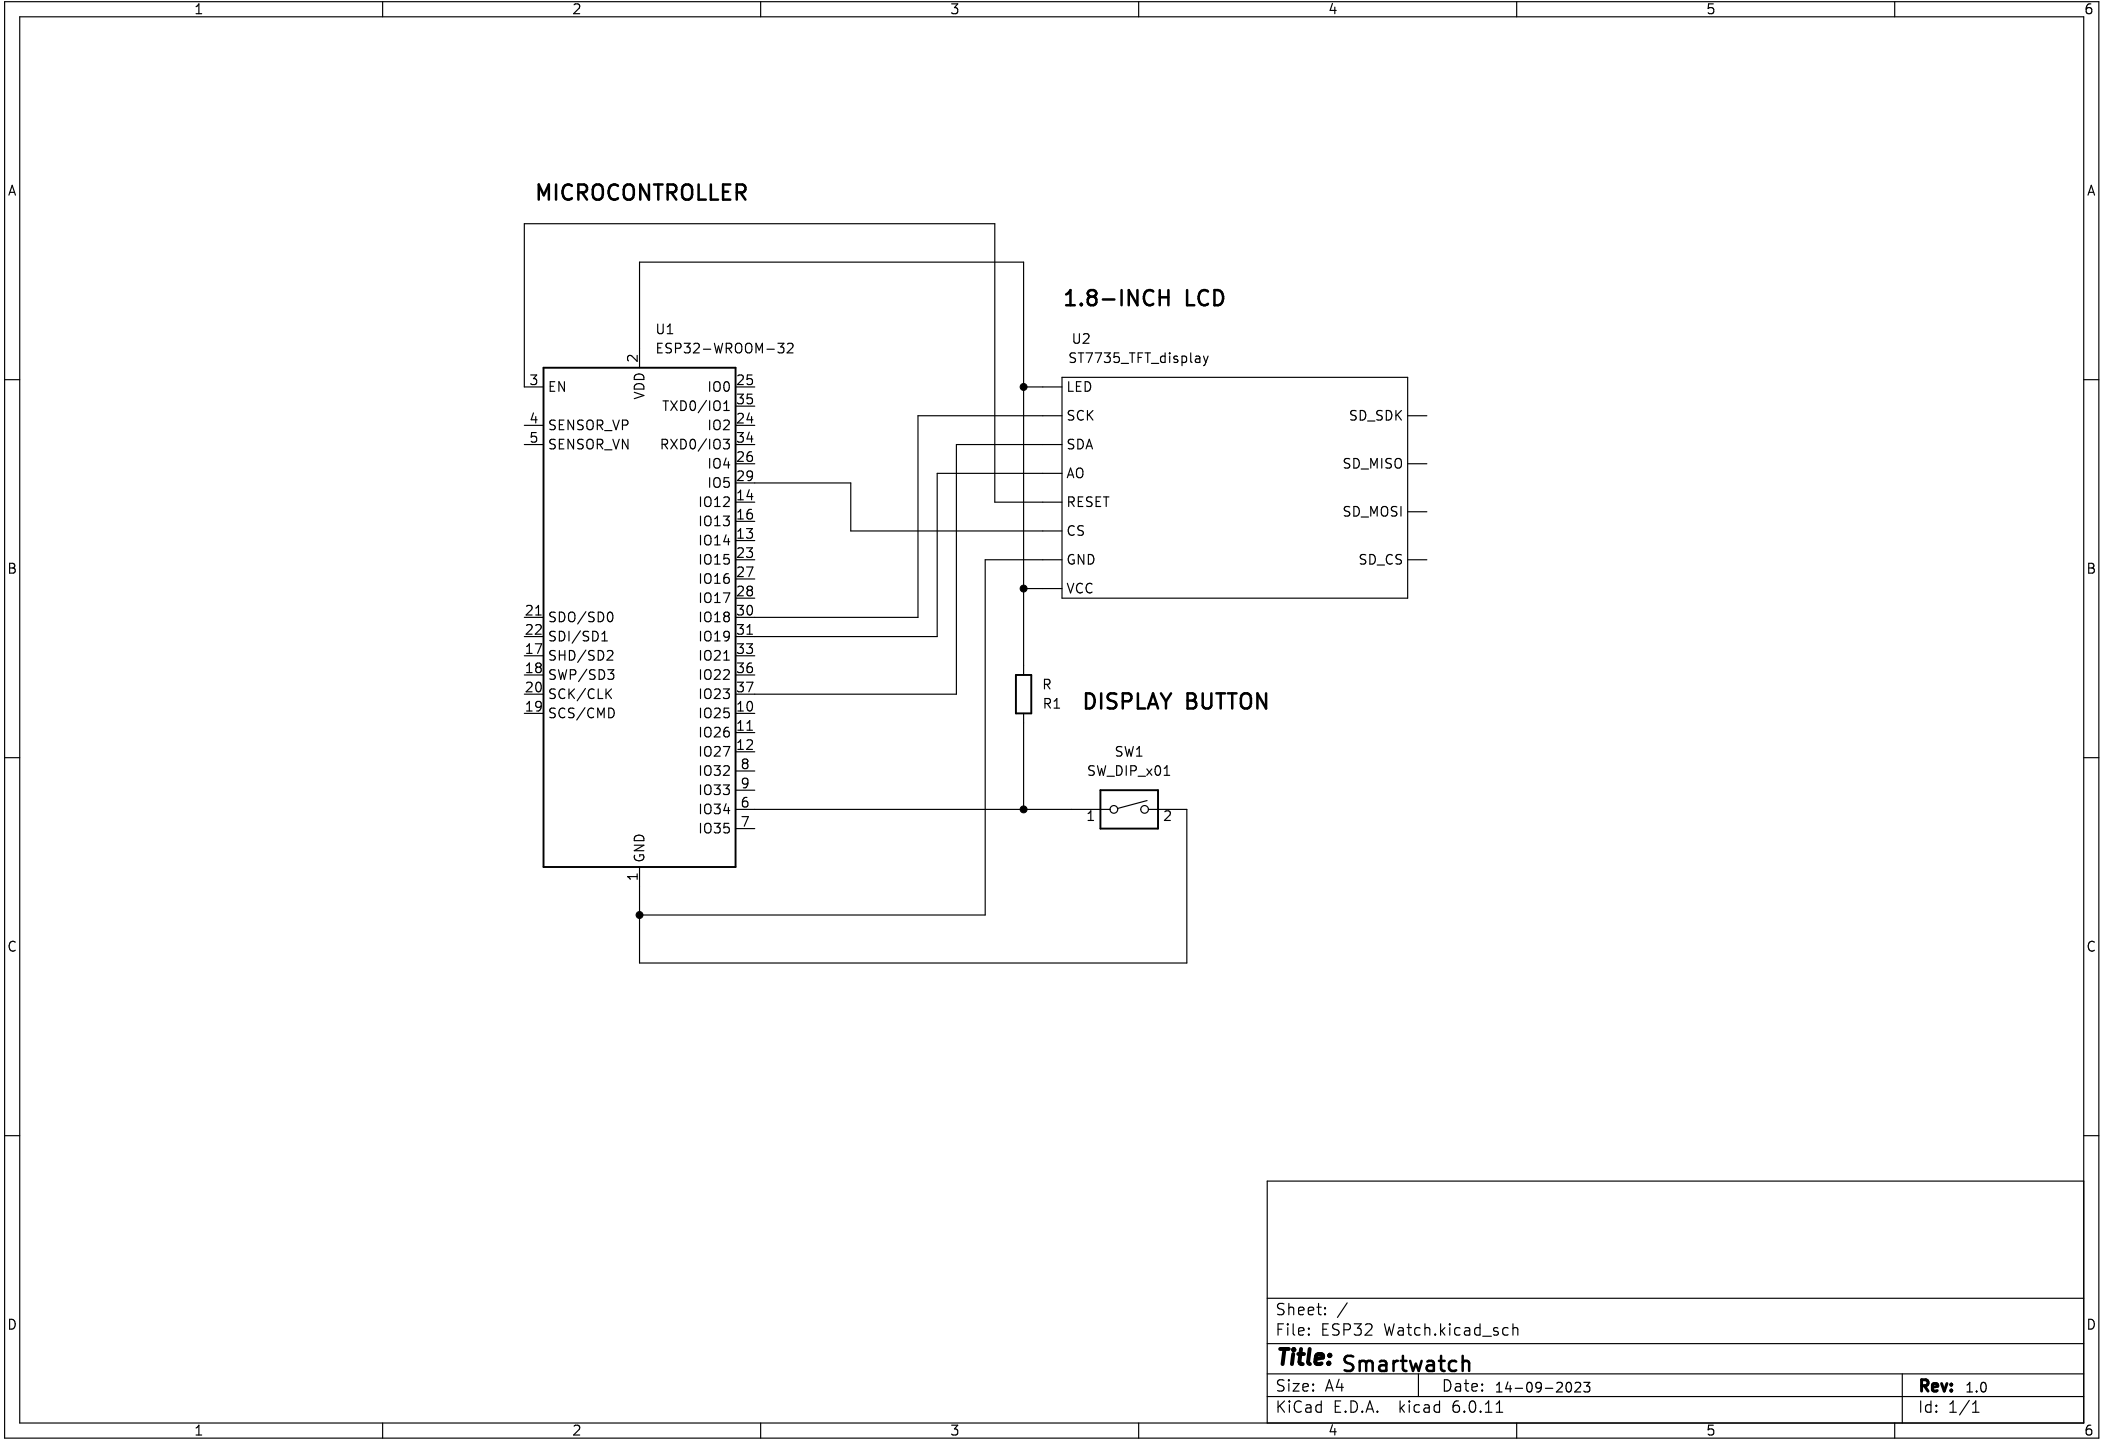 1 2 3 4 5 6
A A
B B
C C
D D
MICROCONTROLLER
U1
ESP32-WROOM-32
2
VDD
3 EN
4 SENSOR_VP
5 SENSOR_VN
21 SDO/SD0
22 SDI/SD1
17 SHD/SD2
18 SWP/SD3
20 SCK/CLK
19 SCS/CMD
IO0 25
TXD0/IO1 35
IO2 24
RXD0/IO3 34
IO4 26
IO5 29
IO12 14
IO13 16
IO14 13
IO15 23
IO16 27
IO17 28
IO18 30
IO19 31
IO21 33
IO22 36
IO23 37
IO25 10
IO26 11
IO27 12
IO32 8
IO33 9
IO34 6
IO35 7
GND
1
1.8-INCH LCD
U2
ST7735_TFT_display
LED
SCK
SDA
AO
RESET
CS
GND
VCC
SD_SDK
SD_MISO
SD_MOSI
SD_CS
R
R1
DISPLAY BUTTON
SW1
SW_DIP_x01
1 2
Sheet: /
File: ESP32 Watch.kicad_sch
Title: Smartwatch
Size: A4 Date: 14-09-2023 Rev: 1.0
KiCad E.D.A. kicad 6.0.11 Id: 1/1
1 2 3 4 5 6